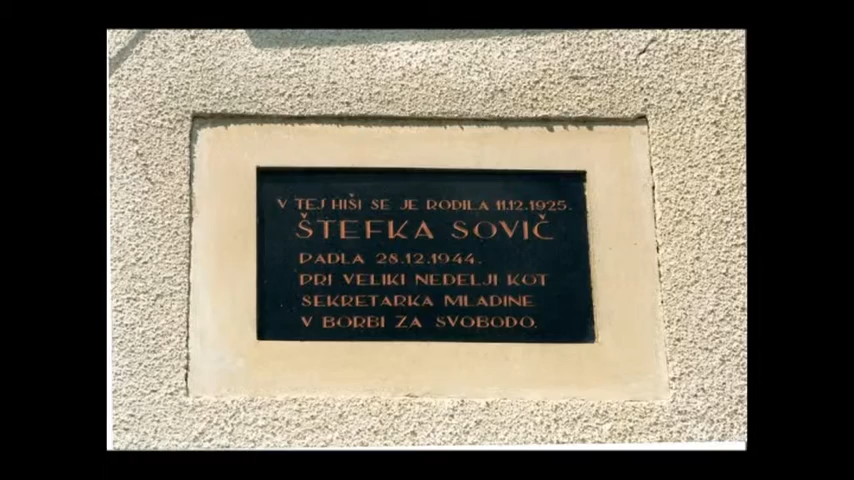 V TEJ HIŠI SE JE RODILA 11.12.1925.
ŠTEFKA SOVIČ
PADLA 28.12.1944.
PRI VELIKI NEDELJI KOT
SEKRETARKA MLADINE
V BORBI ZA SVOBODO.